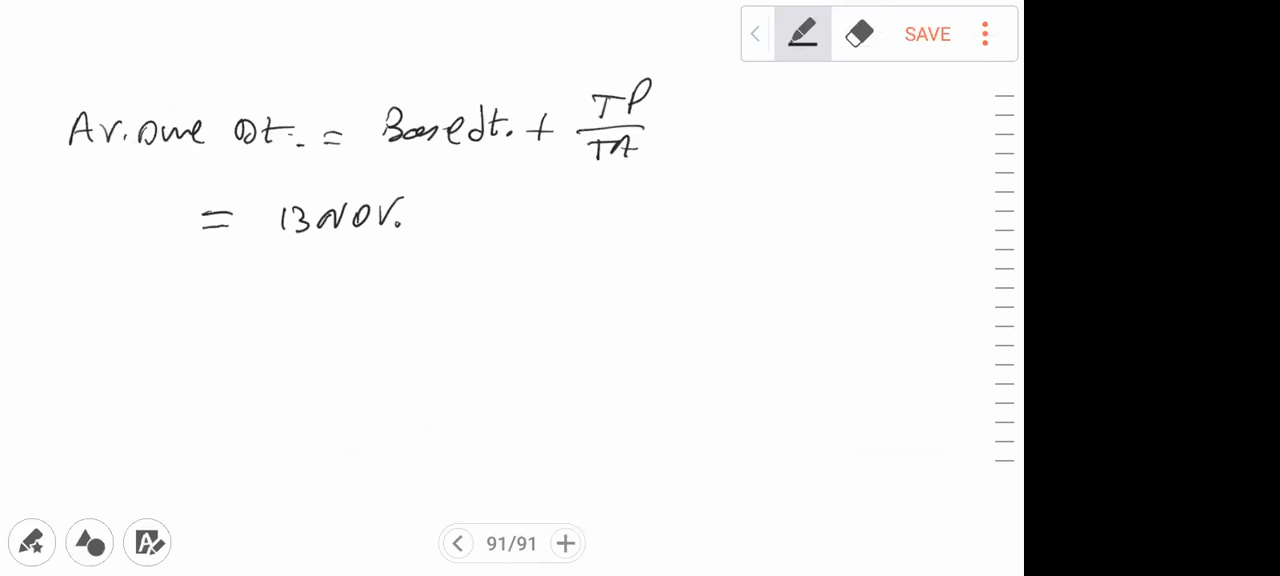 SAVE
Av. Due Dt. = Base dt. + TP/TA
= 13 NOV.
91/91